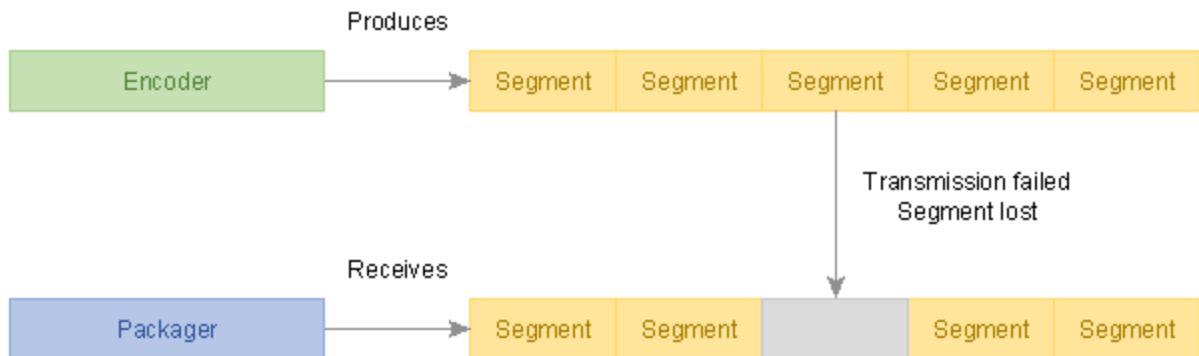 Produces
Encoder Segment Segment Segment Segment Segment
Transmission failed
Segment lost
Receives
Packager Segment Segment Segment Segment